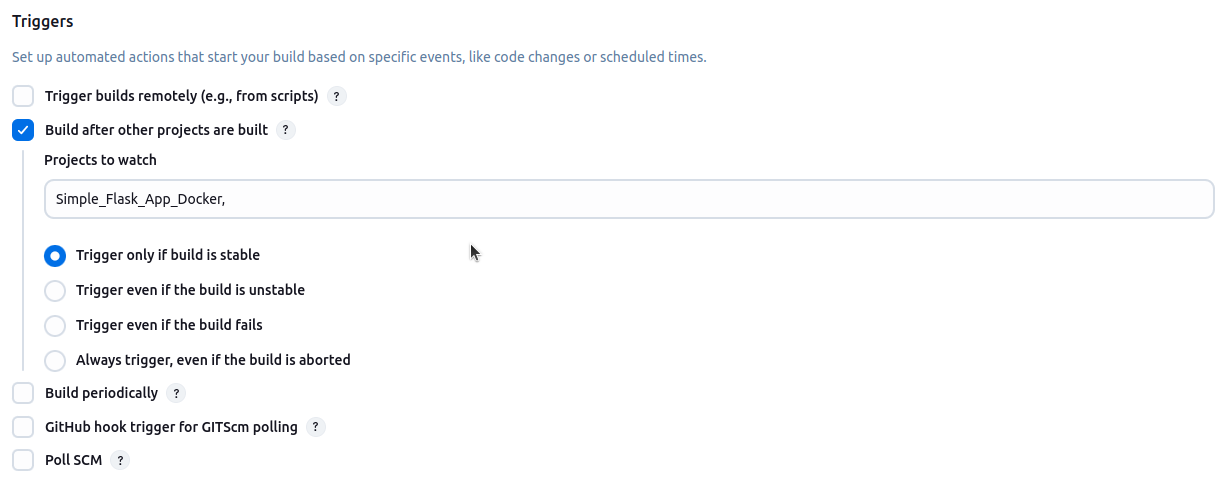 Triggers
Set up automated actions that start your build based on specific events, like code changes or scheduled times.
Trigger builds remotely (e.g., from scripts) ?
Build after other projects are built ?
Projects to watch
Simple_Flask_App_Docker,
Trigger only if build is stable
Trigger even if the build is unstable
Trigger even if the build fails
Always trigger, even if the build is aborted
Build periodically ?
GitHub hook trigger for GITScm polling ?
Poll SCM ?